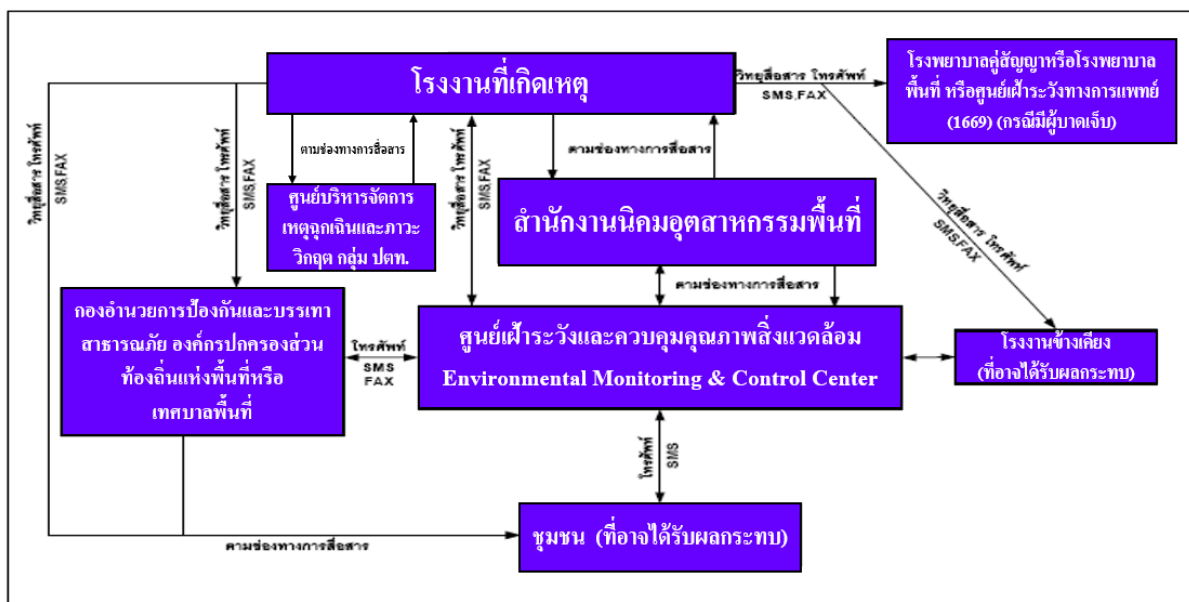 โรงงานที่เกิดเหตุ
วิทยุสื่อสาร โทรศัพท์
SMS,FAX
โรงพยาบาลคู่สัญญาหรือโรงพยาบาล
พื้นที่ หรือศูนย์เฝ้าระวังทางการแพทย์
(1669) (กรณีมีผู้บาดเจ็บ)
วิทยุสื่อสาร โทรศัพท์
SMS,FAX
วิทยุสื่อสาร โทรศัพท์
SMS,FAX
ตามช่องทางการสื่อสาร
วิทยุสื่อสาร โทรศัพท์
SMS,FAX
ตามช่องทางการสื่อสาร
วิทยุสื่อสาร โทรศัพท์
SMS,FAX
ศูนย์บริหารจัดการ
เหตุฉุกเฉินและภาวะ
วิกฤต กลุ่ม ปตท.
สำนักงานนิคมอุตสาหกรรมพื้นที่
ตามช่องทางการสื่อสาร
กองอำนวยการป้องกันและบรรเทา
สาธารณภัย องค์กรปกครองส่วน
ท้องถิ่นแห่งพื้นที่หรือ
เทศบาลพื้นที่
โทรศัพท์
SMS
FAX
ศูนย์เฝ้าระวังและควบคุมคุณภาพสิ่งแวดล้อม
Environmental Monitoring & Control Center
โรงงานข้างเคียง
(ที่อาจได้รับผลกระทบ)
โทรศัพท์
SMS
ชุมชน (ที่อาจได้รับผลกระทบ)
ตามช่องทางการสื่อสาร